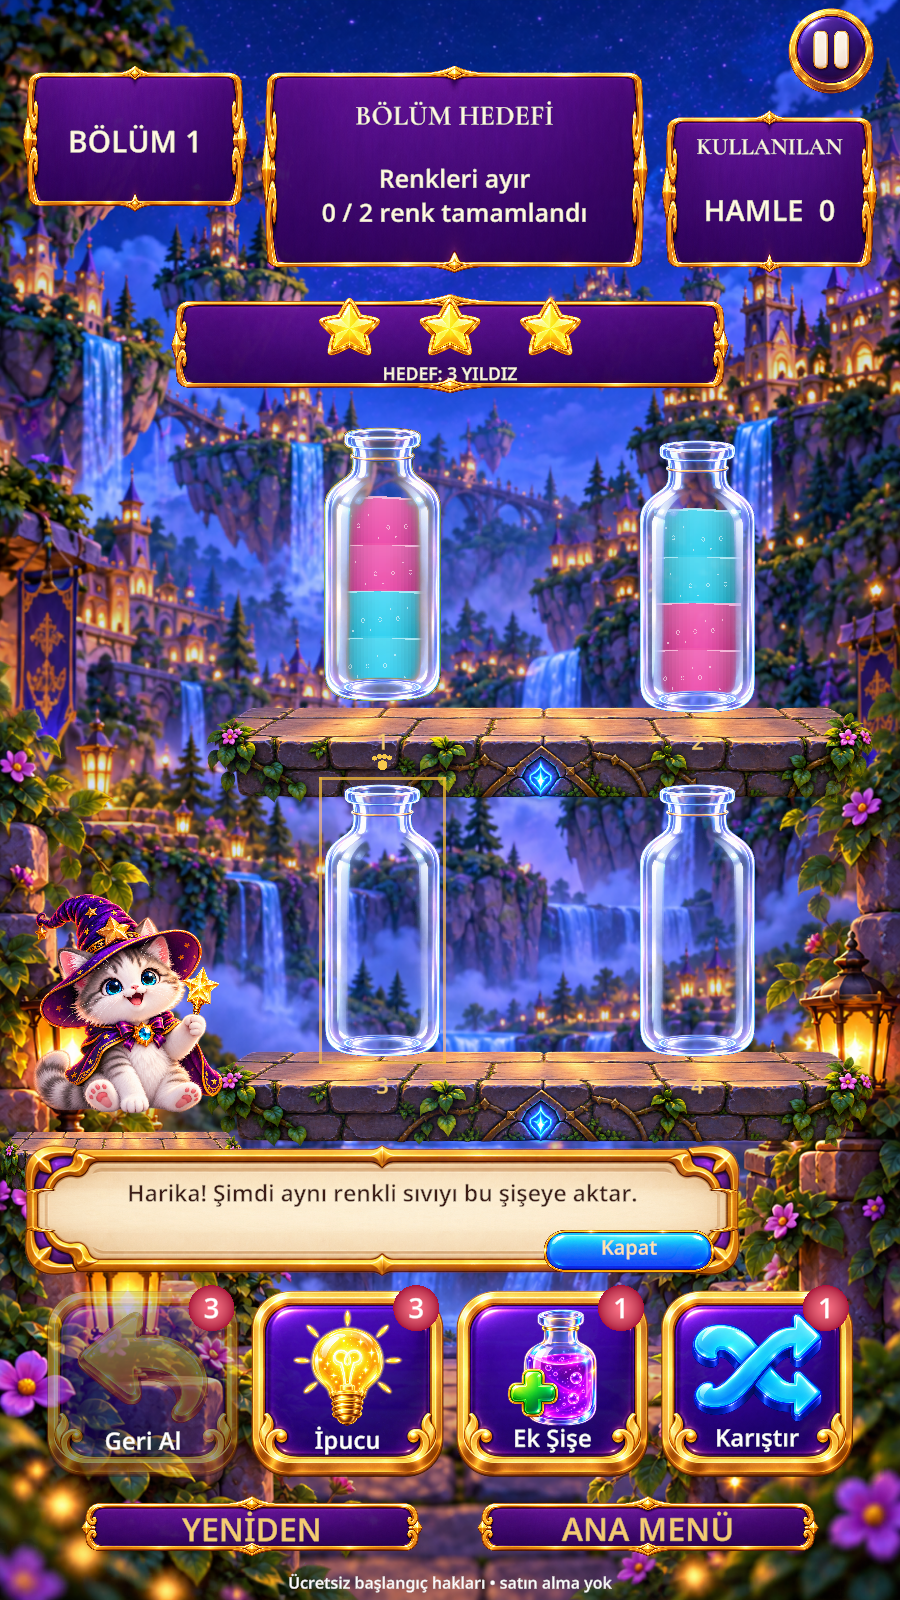 BÖLÜM 1
BÖLÜM HEDEFİ
Renkleri ayır
0 / 2 renk tamamlandı
KULLANILAN
HAMLE 0
HEDEF: 3 YILDIZ
1
2
3
4
Harika! Şimdi aynı renkli sıvıyı bu şişeye aktar.
Kapat
3
3
1
1
Geri Al
İpucu
Ek Şişe
Karıştır
YENİDEN
ANA MENÜ
Ücretsiz başlangıç hakları • satın alma yok